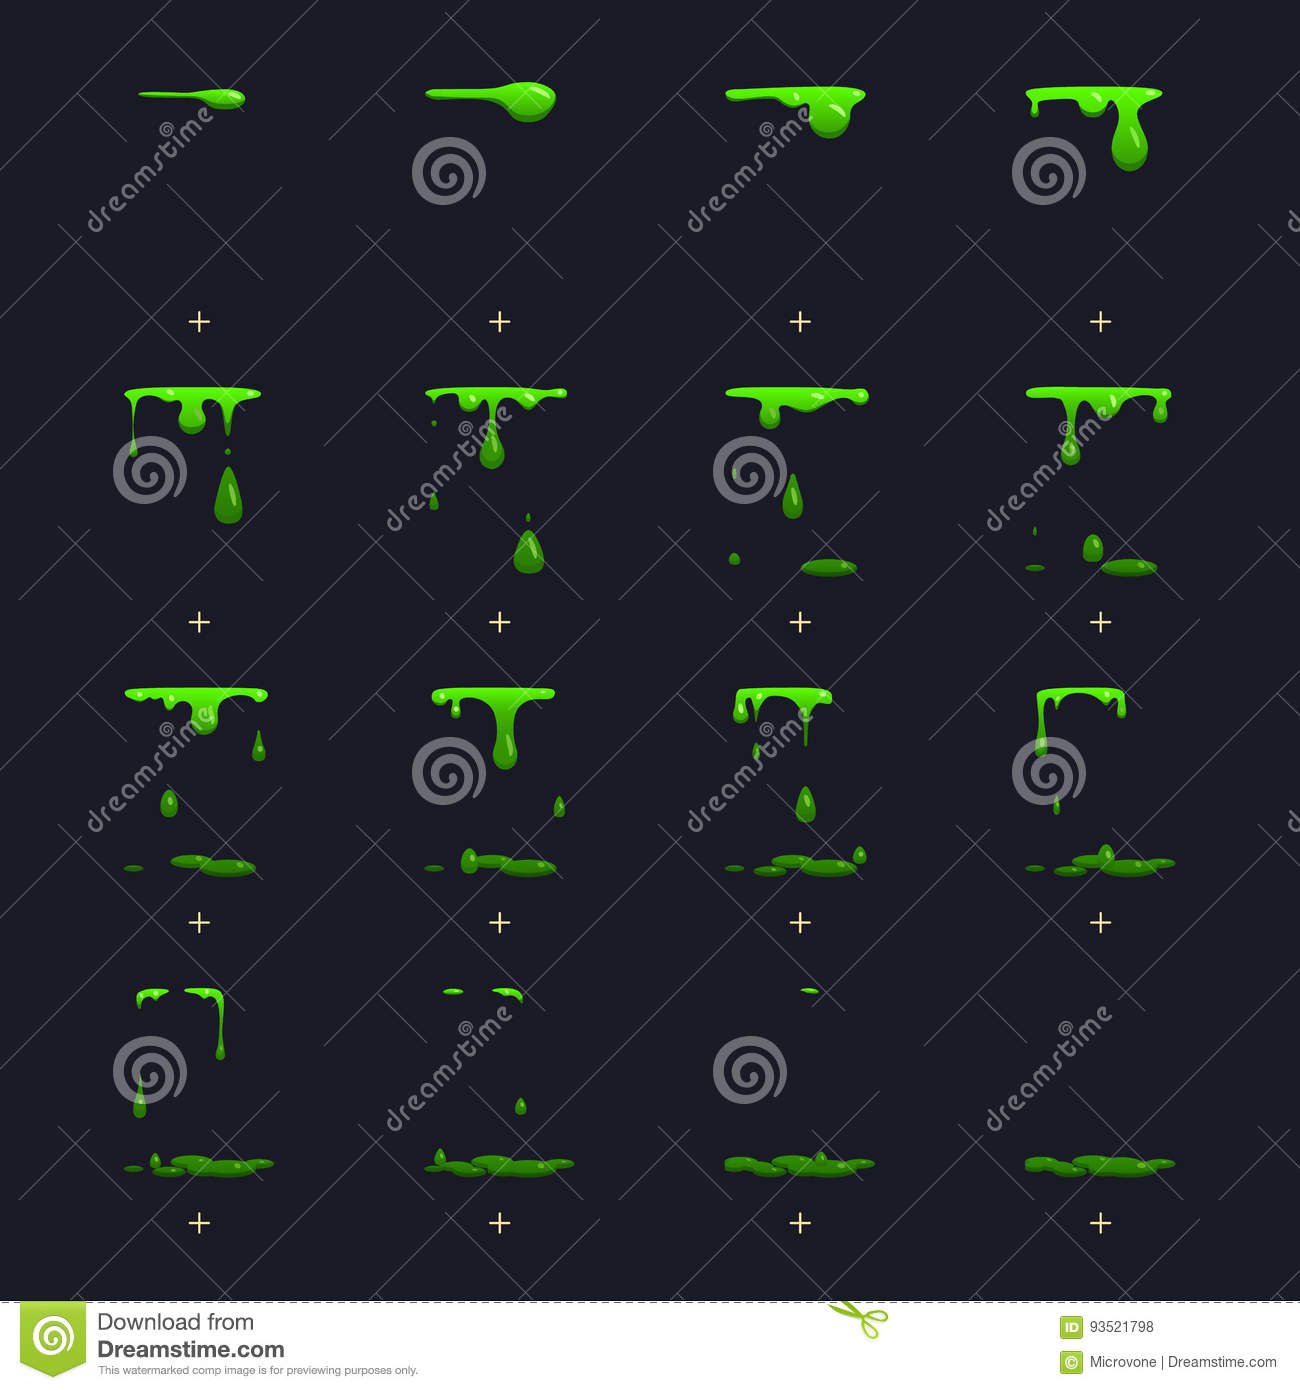 dreamstime
dreamstime
dreamstime
dreamstime
dreamstime
dreamstime
dreamstime
dreamstime
Download from
Dreamstime.com
This watermarked comp image is for previewing purposes only.
ID 93521798
© Microvone | Dreamstime.com